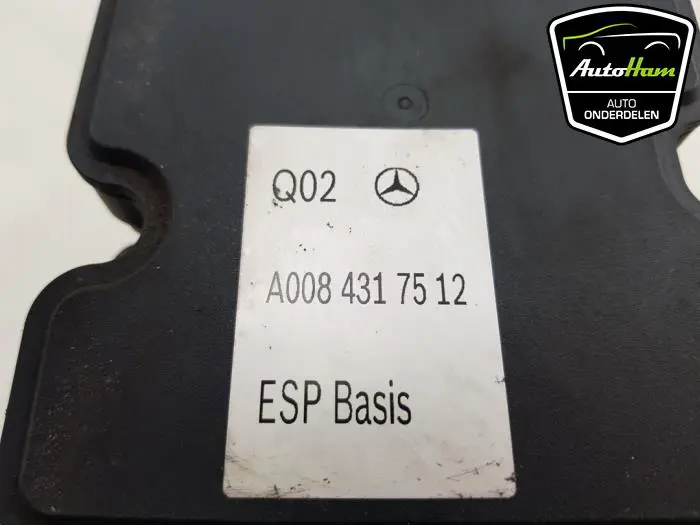 AutoHam
AUTO
ONDERDELEN
Q02
A008 431 75 12
ESP Basis